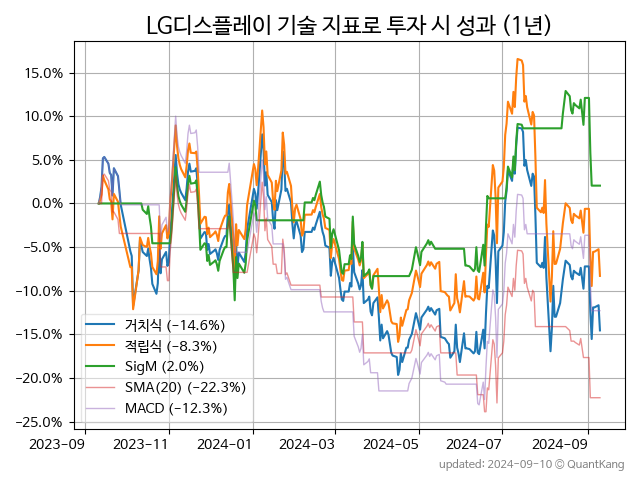 LG디스플레이 기술 지표로 투자 시 성과 (1년)
15.0%
10.0%
5.0%
0.0%
−5.0%
−10.0%
−15.0%
−20.0%
−25.0%
거치식 (−14.6%)
적립식 (−8.3%)
SigM (2.0%)
SMA(20) (−22.3%)
MACD (−12.3%)
2023-09 2023-11 2024-01 2024-03 2024-05 2024-07 2024-09
updated: 2024-09-10 © QuantKang